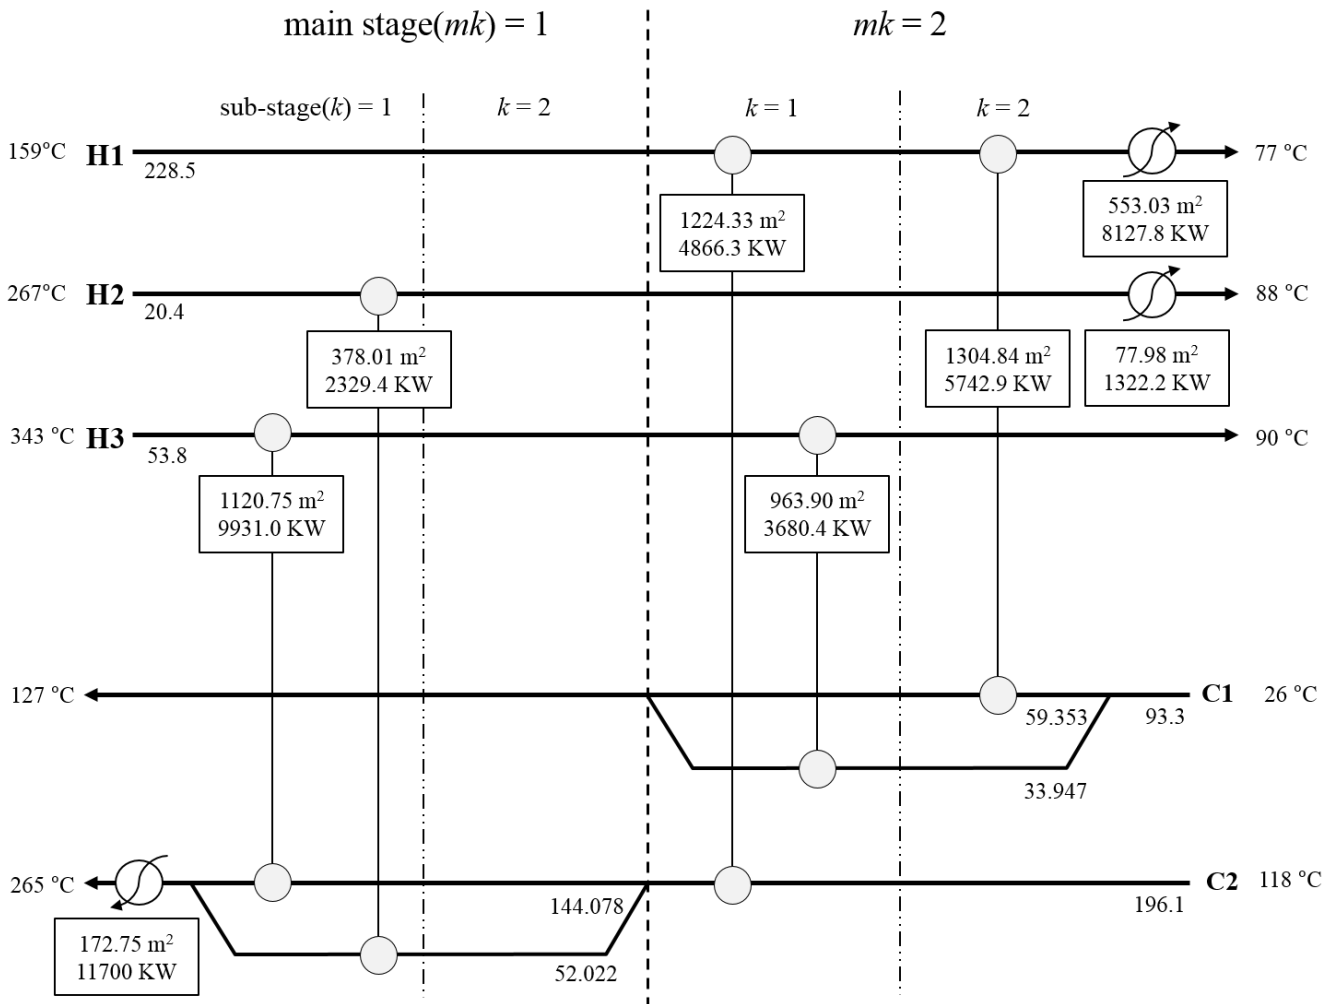 main stage(mk) = 1
mk = 2
sub-stage(k) = 1
k = 2
k = 1
k = 2
159°C H1
228.5
77 °C
1224.33 m²
4866.3 KW
553.03 m²
8127.8 KW
267°C H2
20.4
88 °C
378.01 m²
2329.4 KW
1304.84 m²
5742.9 KW
77.98 m²
1322.2 KW
343 °C H3
53.8
90 °C
1120.75 m²
9931.0 KW
963.90 m²
3680.4 KW
127 °C
C1 26 °C
59.353
93.3
33.947
265 °C
C2 118 °C
144.078
196.1
172.75 m²
11700 KW
52.022